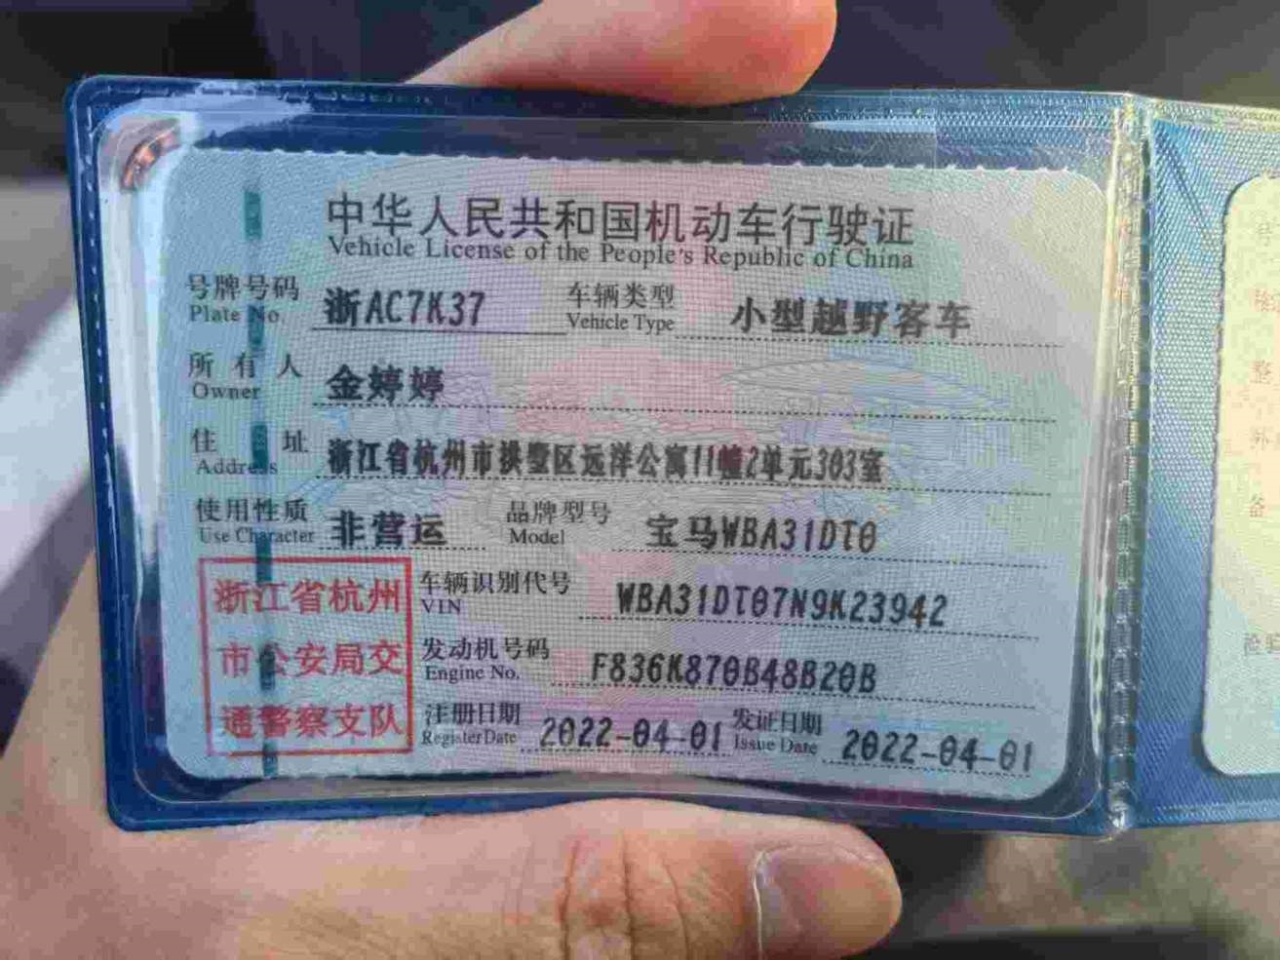 中华人民共和国机动车行驶证
Vehicle License of the People's Republic of China
号牌号码 浙AC7K37 车辆类型 小型越野客车
Plate No. Vehicle Type
所有人 金婷婷
Owner
住址 浙江省杭州市拱墅区远洋公寓11幢2单元303室
Address
使用性质 非营运 品牌型号 宝马WBA31DT0
Use Character Model
浙江省杭州
市公安局交
通警察支队
车辆识别代号 WBA31DT07N9K23942
VIN
发动机号码 F836K870B48B20B
Engine No.
注册日期 2022-04-01 发证日期 2022-04-01
Register Date Issue Date